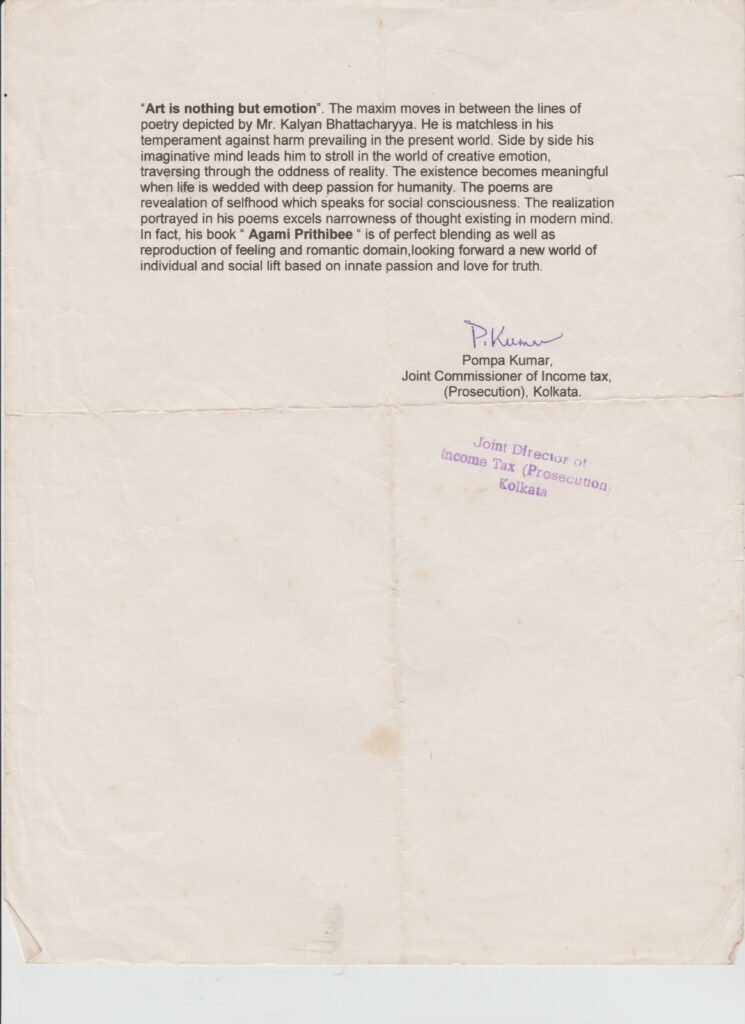 “Art is nothing but emotion”. The maxim moves in between the lines of
poetry depicted by Mr. Kalyan Bhattacharyya. He is matchless in his
temperament against harm prevailing in the present world. Side by side his
imaginative mind leads him to stroll in the world of creative emotion,
traversing through the oddness of reality. The existence becomes meaningful
when life is wedded with deep passion for humanity. The poems are
revealation of selfhood which speaks for social consciousness. The realization
portrayed in his poems excels narrowness of thought existing in modern mind.
In fact, his book “ Agami Prithibee “ is of perfect blending as well as
reproduction of feeling and romantic domain,looking forward a new world of
individual and social lift based on innate passion and love for truth.
P. Kumar
Pompa Kumar,
Joint Commissioner of Income tax,
(Prosecution), Kolkata.
Joint Director of
Income Tax (Prosecution)
Kolkata